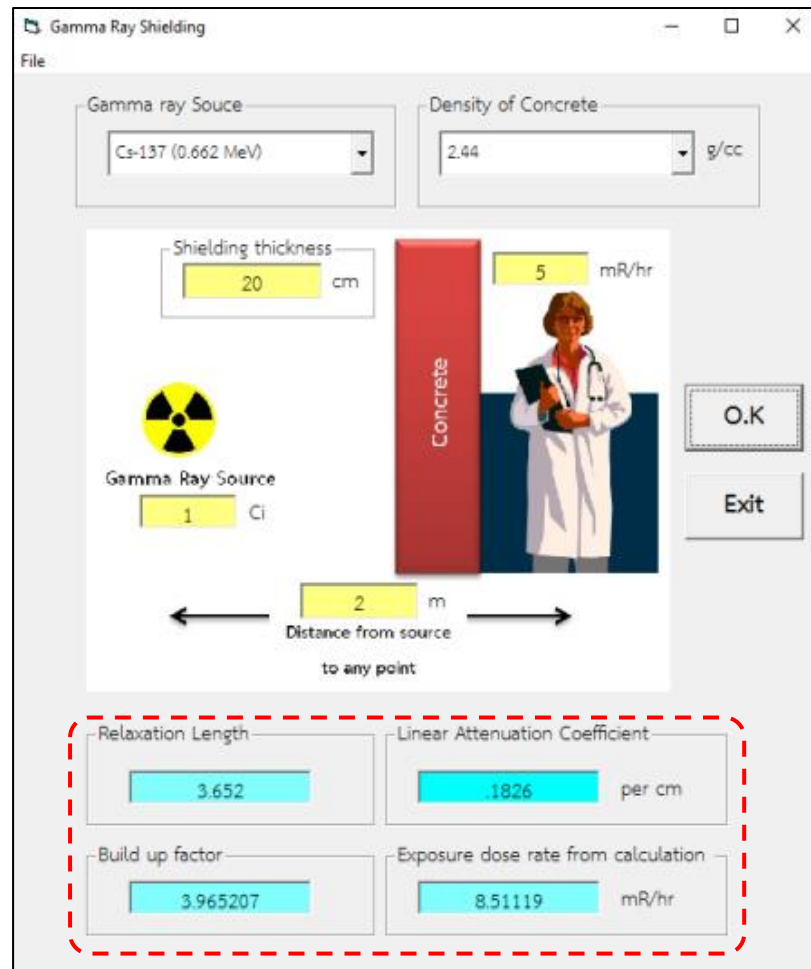 Gamma Ray Shielding
File
Gamma ray Souce
Density of Concrete
Cs-137 (0.662 MeV)
2.44
g/cc
Shielding thickness
20
cm
5
mR/hr
Concrete
Gamma Ray Source
1
Ci
O.K
Exit
2
m
Distance from source
to any point
Relaxation Length
Linear Attenuation Coefficient
3.652
.1826
per cm
Build up factor
Exposure dose rate from calculation
3.965207
8.51119
mR/hr